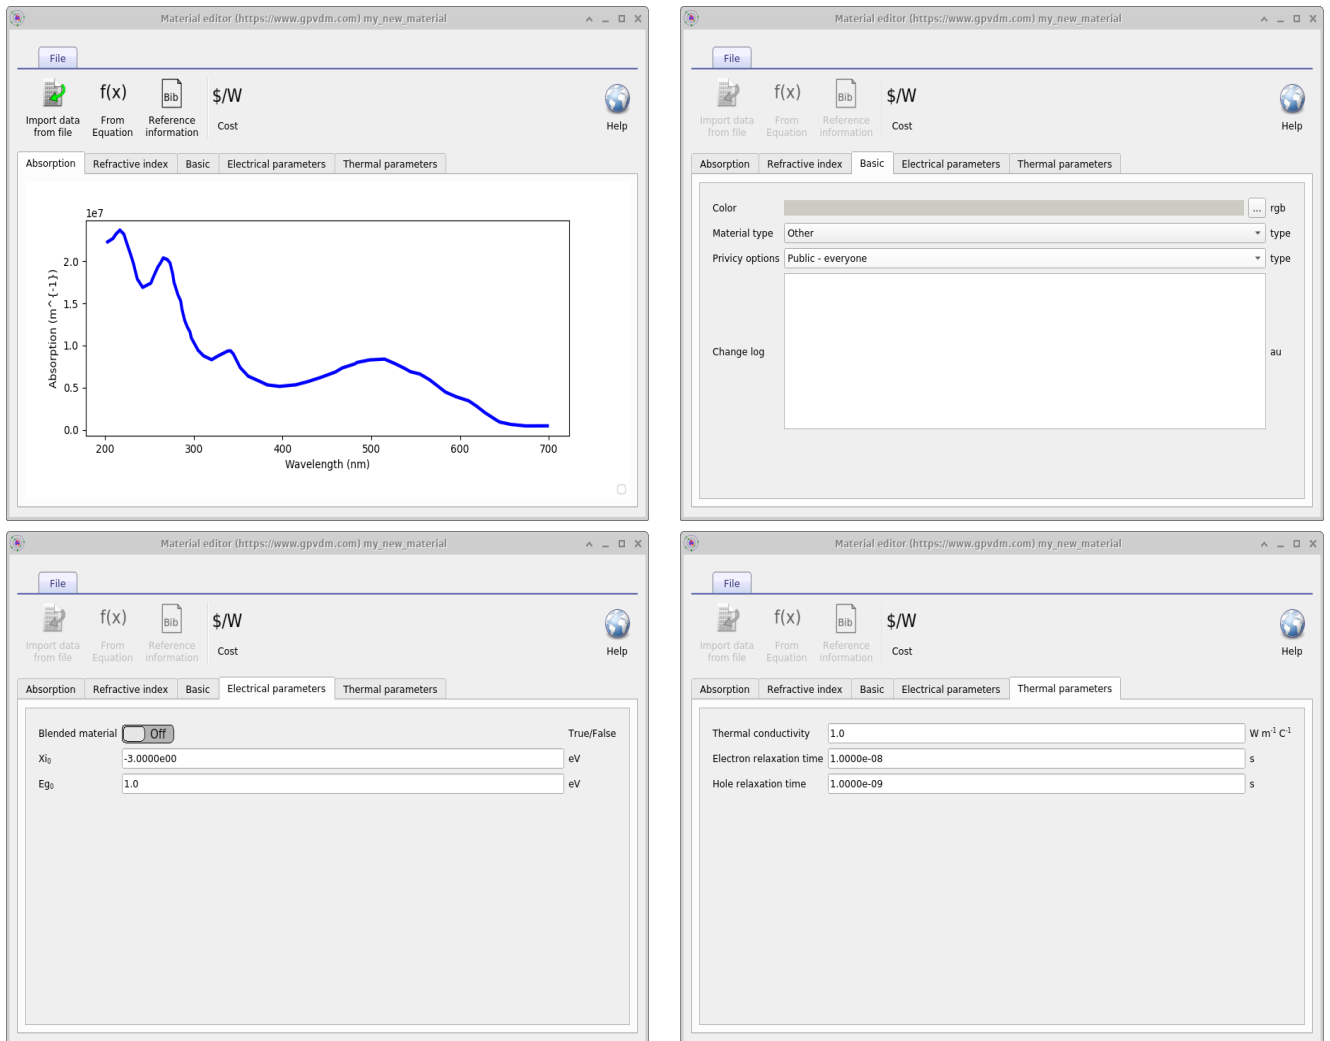 Material editor (https://www.gpvdm.com) my_new_material
File
f(x)
Bib
$/W
Import data from file
From Equation
Reference information
Cost
Help
Absorption
Refractive index
Basic
Electrical parameters
Thermal parameters
1e7
2.0
1.5
1.0
0.5
0.0
Absorption (m^{-1})
200 300 400 500 600 700
Wavelength (nm)
Material editor (https://www.gpvdm.com) my_new_material
File
f(x)
Bib
$/W
Import data from file
From Equation
Reference information
Cost
Help
Absorption
Refractive index
Basic
Electrical parameters
Thermal parameters
Color ... rgb
Material type Other type
Privicy options Public - everyone type
Change log au
Material editor (https://www.gpvdm.com) my_new_material
File
f(x)
Bib
$/W
Import data from file
From Equation
Reference information
Cost
Help
Absorption
Refractive index
Basic
Electrical parameters
Thermal parameters
Blended material Off True/False
Xi₀ -3.0000e00 eV
Eg₀ 1.0 eV
Material editor (https://www.gpvdm.com) my_new_material
File
f(x)
Bib
$/W
Import data from file
From Equation
Reference information
Cost
Help
Absorption
Refractive index
Basic
Electrical parameters
Thermal parameters
Thermal conductivity 1.0 W m⁻¹ C⁻¹
Electron relaxation time 1.0000e-08 s
Hole relaxation time 1.0000e-09 s